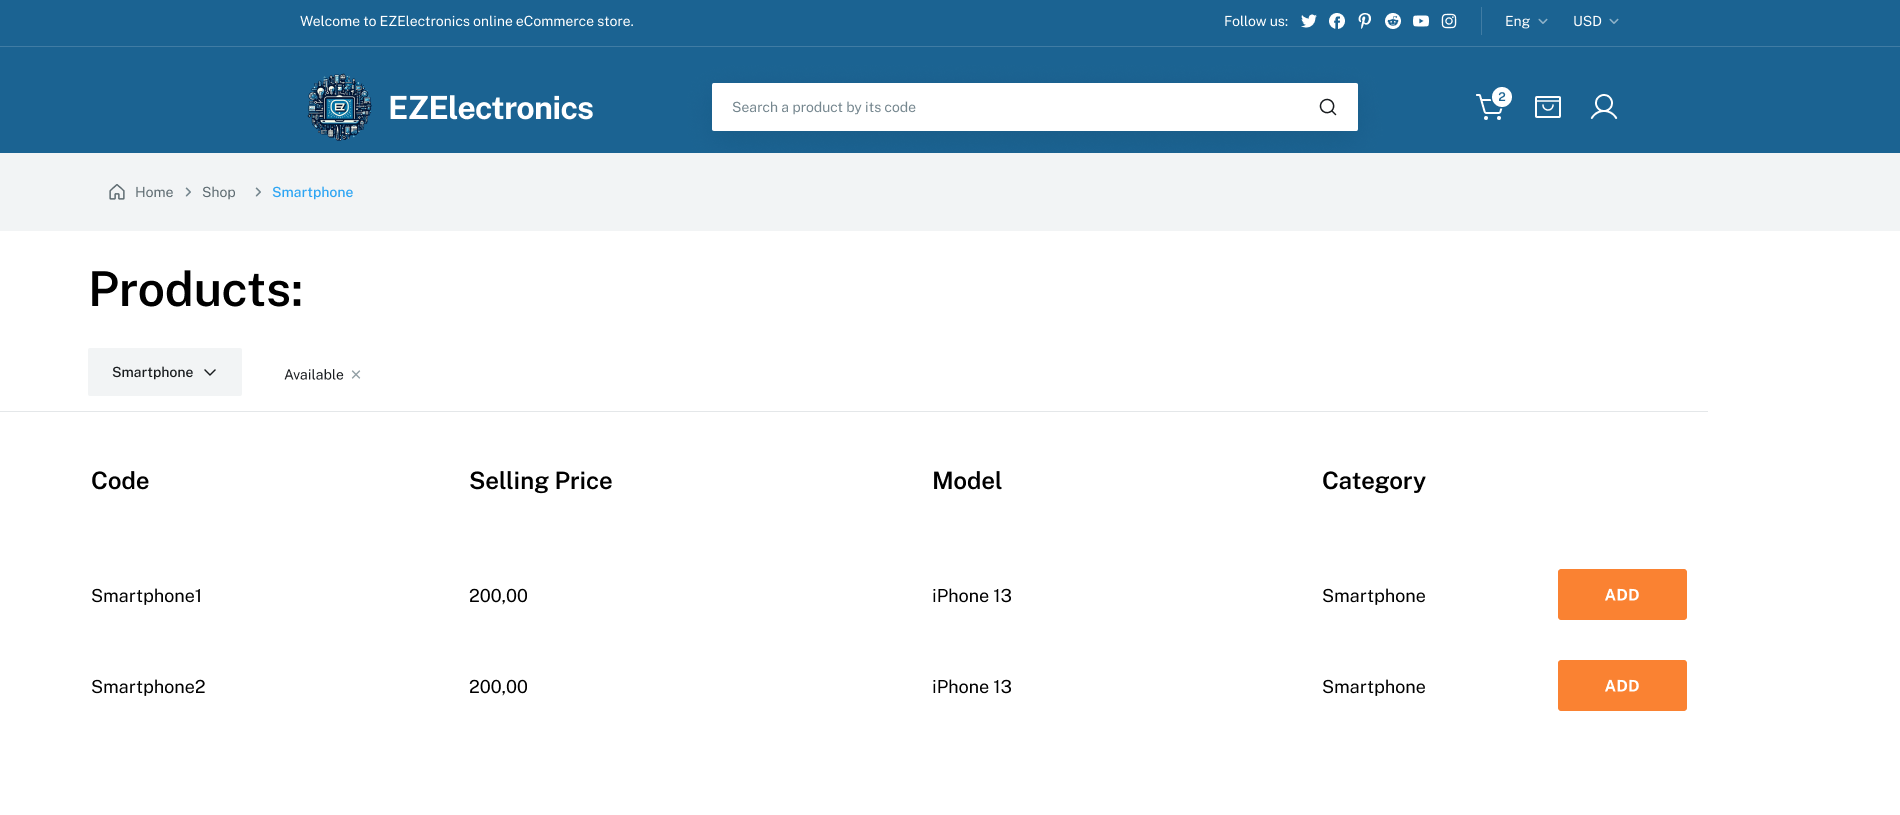 Welcome to EZElectronics online eCommerce store.
Follow us:
Eng
USD
EZ
EZElectronics
Search a product by its code
2
Home > Shop > Smartphone
Products:
Smartphone
Available ×
Code Selling Price Model Category
Smartphone1 200,00 iPhone 13 Smartphone ADD
Smartphone2 200,00 iPhone 13 Smartphone ADD